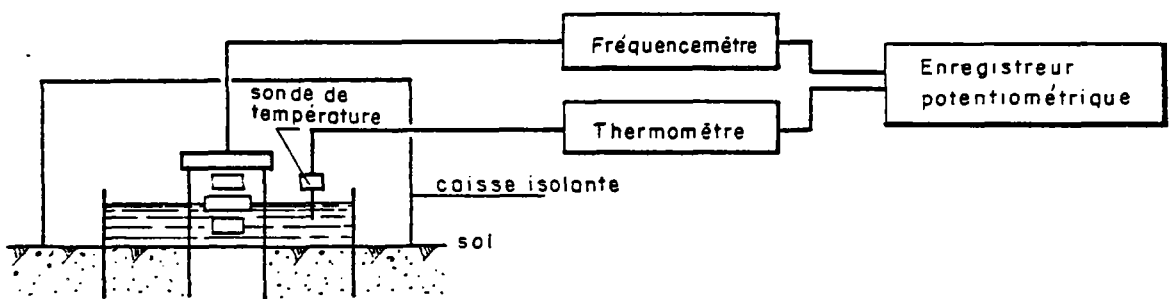 Fréquencemètre
Enregistreur
potentiométrique
sonde de
température
Thermomètre
caisse isolante
sol